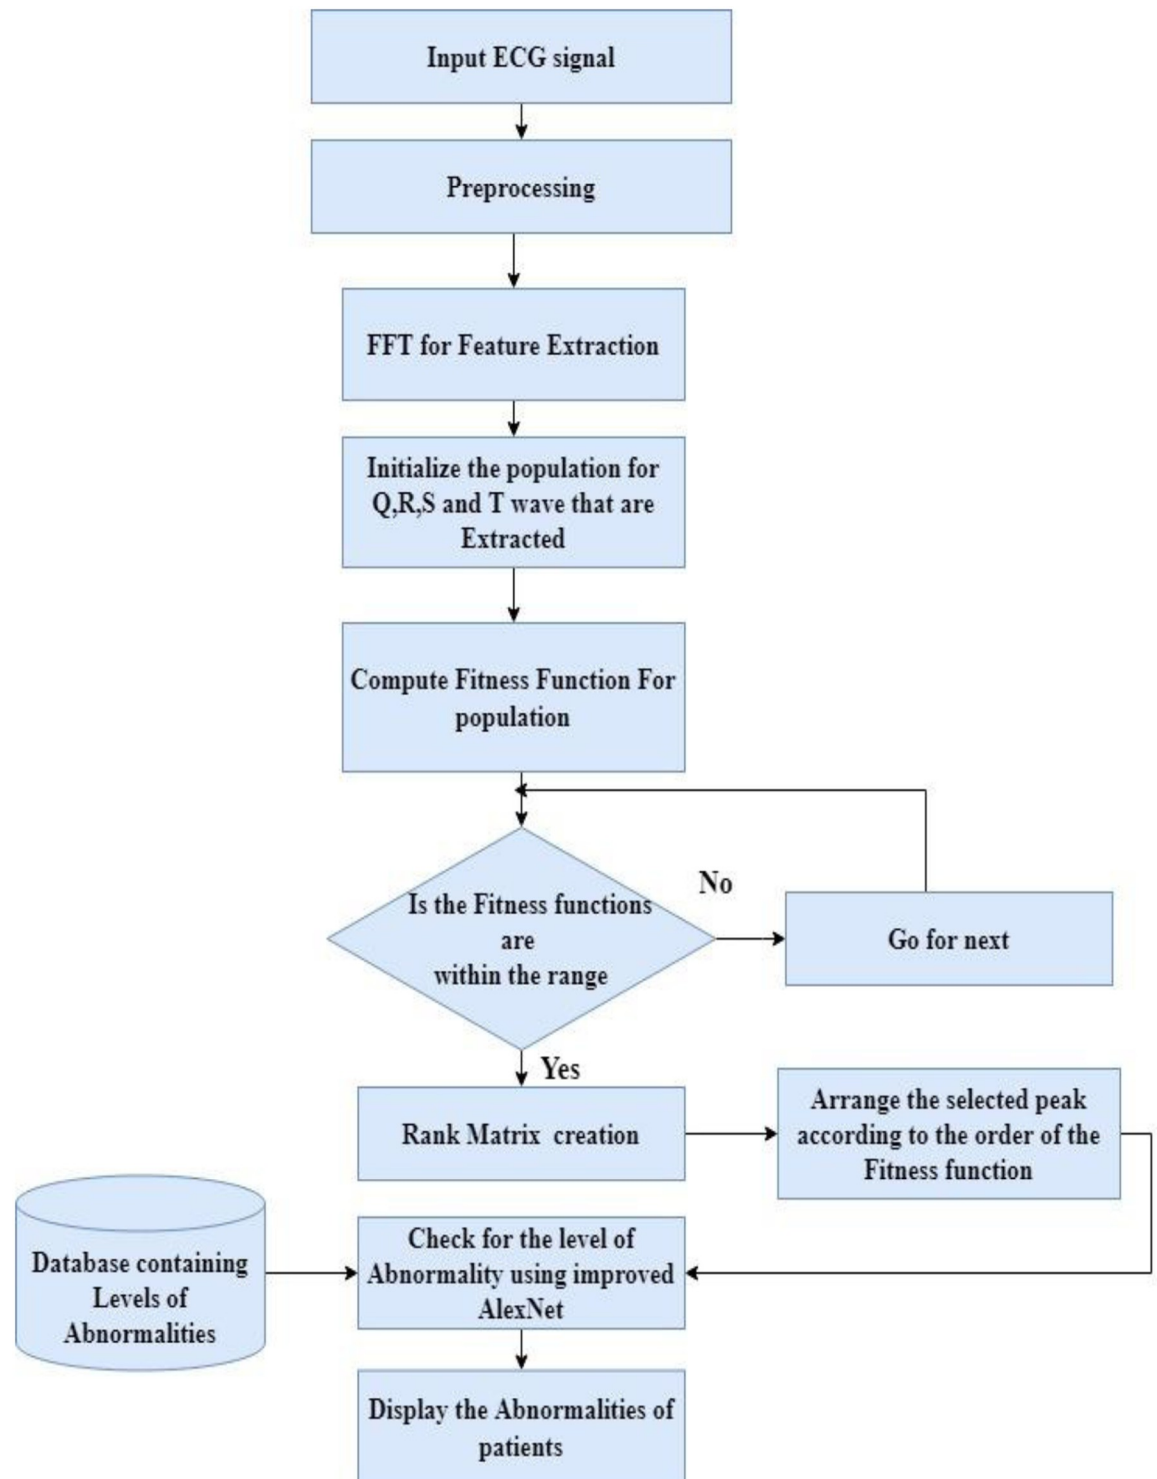 Input ECG signal
Preprocessing
FFT for Feature Extraction
Initialize the population for
Q,R,S and T wave that are
Extracted
Compute Fitness Function For
population
Is the Fitness functions
are
within the range
No
Go for next
Yes
Rank Matrix creation
Arrange the selected peak
according to the order of the
Fitness function
Database containing
Levels of
Abnormalities
Check for the level of
Abnormality using improved
AlexNet
Display the Abnormalities of
patients